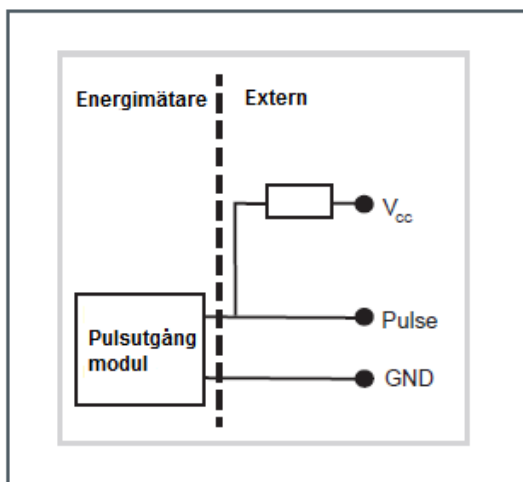 Energimätare
Extern
Vcc
Pulse
Pulsutgång
modul
GND